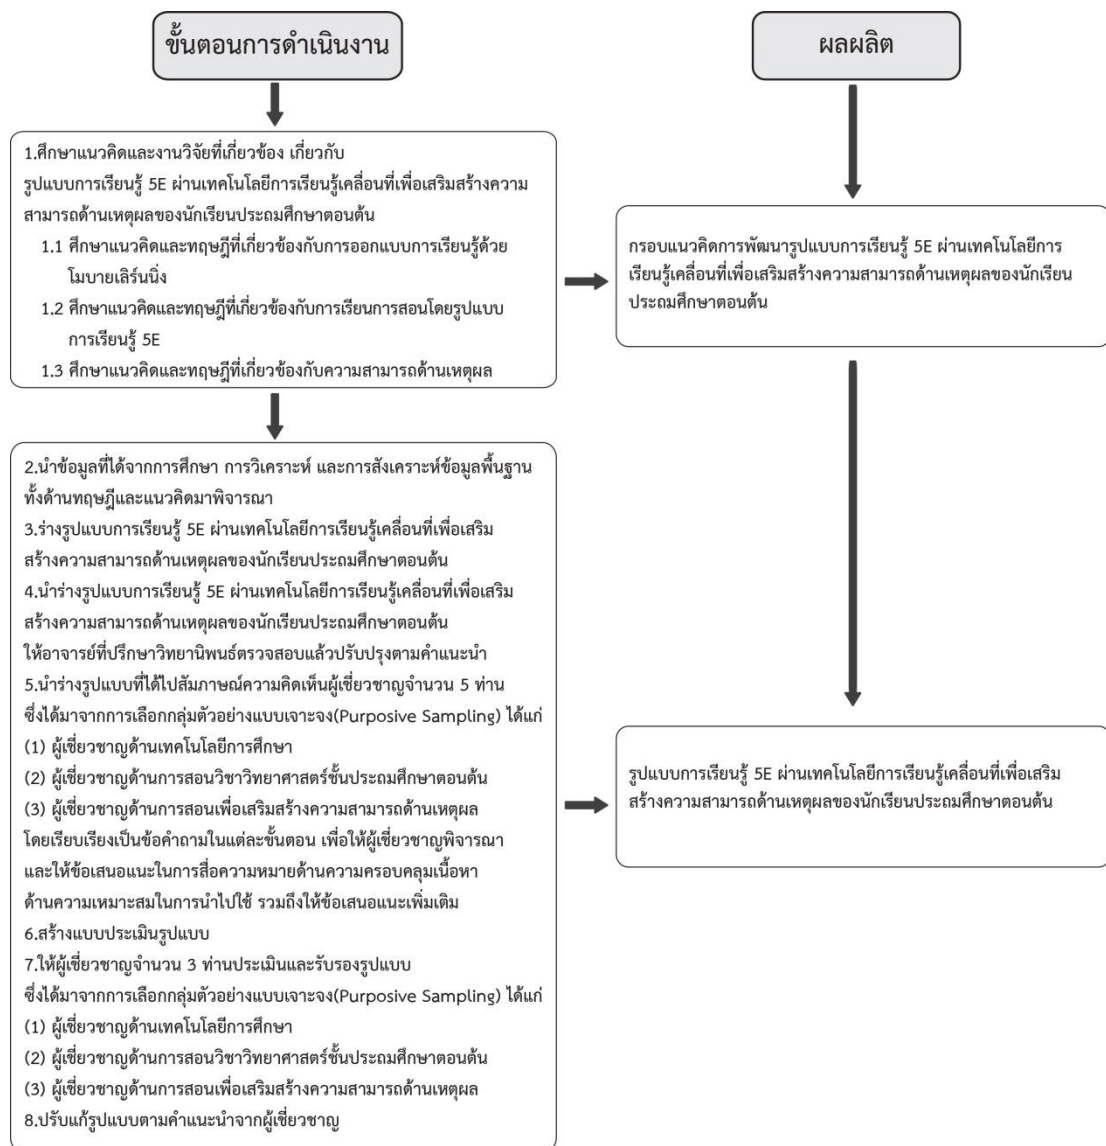 ขั้นตอนการดำเนินงาน
ผลผลิต
1.ศึกษาแนวคิดและงานวิจัยที่เกี่ยวข้อง เกี่ยวกับ
รูปแบบการเรียนรู้ 5E ผ่านเทคโนโลยีการเรียนรู้เคลื่อนที่เพื่อเสริมสร้างความ
สามารถด้านเหตุผลของนักเรียนประถมศึกษาตอนต้น
1.1 ศึกษาแนวคิดและทฤษฎีที่เกี่ยวข้องกับการออกแบบการเรียนรู้ด้วย
โมบายเลิร์นนิ่ง
1.2 ศึกษาแนวคิดและทฤษฎีที่เกี่ยวข้องกับการเรียนการสอนโดยรูปแบบ
การเรียนรู้ 5E
1.3 ศึกษาแนวคิดและทฤษฎีที่เกี่ยวข้องกับความสามารถด้านเหตุผล
กรอบแนวคิดการพัฒนารูปแบบการเรียนรู้ 5E ผ่านเทคโนโลยีการ
เรียนรู้เคลื่อนที่เพื่อเสริมสร้างความสามารถด้านเหตุผลของนักเรียน
ประถมศึกษาตอนต้น
2.นำข้อมูลที่ได้จากการศึกษา การวิเคราะห์ และการสังเคราะห์ข้อมูลพื้นฐาน
ทั้งด้านทฤษฎีและแนวคิดมาพิจารณา
3.ร่างรูปแบบการเรียนรู้ 5E ผ่านเทคโนโลยีการเรียนรู้เคลื่อนที่เพื่อเสริม
สร้างความสามารถด้านเหตุผลของนักเรียนประถมศึกษาตอนต้น
4.นำร่างรูปแบบการเรียนรู้ 5E ผ่านเทคโนโลยีการเรียนรู้เคลื่อนที่เพื่อเสริม
สร้างความสามารถด้านเหตุผลของนักเรียนประถมศึกษาตอนต้น
ให้อาจารย์ที่ปรึกษาวิทยานิพนธ์ตรวจสอบแล้วปรับปรุงตามคำแนะนำ
5.นำร่างรูปแบบที่ได้ไปสัมภาษณ์ความคิดเห็นผู้เชี่ยวชาญจำนวน 5 ท่าน
ซึ่งได้มาจากการเลือกกลุ่มตัวอย่างแบบเจาะจง(Purposive Sampling) ได้แก่
(1) ผู้เชี่ยวชาญด้านเทคโนโลยีการศึกษา
(2) ผู้เชี่ยวชาญด้านการสอนวิชาวิทยาศาสตร์ชั้นประถมศึกษาตอนต้น
(3) ผู้เชี่ยวชาญด้านการสอนเพื่อเสริมสร้างความสามารถด้านเหตุผล
โดยเรียบเรียงเป็นข้อคำถามในแต่ละขั้นตอน เพื่อให้ผู้เชี่ยวชาญพิจารณา
และให้ข้อเสนอแนะในการสื่อความหมายด้านความครอบคลุมเนื้อหา
ด้านความเหมาะสมในการนำไปใช้ รวมถึงให้ข้อเสนอแนะเพิ่มเติม
6.สร้างแบบประเมินรูปแบบ
7.ให้ผู้เชี่ยวชาญจำนวน 3 ท่านประเมินและรับรองรูปแบบ
ซึ่งได้มาจากการเลือกกลุ่มตัวอย่างแบบเจาะจง(Purposive Sampling) ได้แก่
(1) ผู้เชี่ยวชาญด้านเทคโนโลยีการศึกษา
(2) ผู้เชี่ยวชาญด้านการสอนวิชาวิทยาศาสตร์ชั้นประถมศึกษาตอนต้น
(3) ผู้เชี่ยวชาญด้านการสอนเพื่อเสริมสร้างความสามารถด้านเหตุผล
8.ปรับแก้รูปแบบตามคำแนะนำจากผู้เชี่ยวชาญ
รูปแบบการเรียนรู้ 5E ผ่านเทคโนโลยีการเรียนรู้เคลื่อนที่เพื่อเสริม
สร้างความสามารถด้านเหตุผลของนักเรียนประถมศึกษาตอนต้น